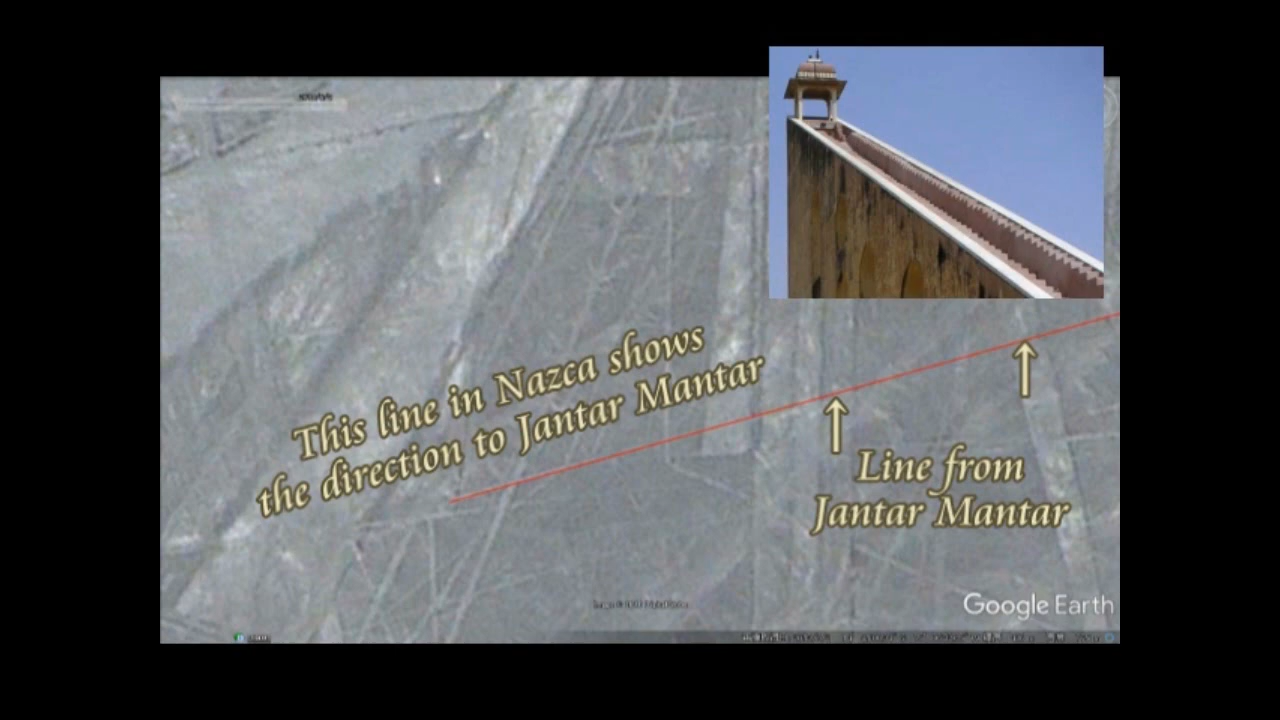 This line in Nazca shows
the direction to Jantar Mantar
Line from
Jantar Mantar
Google Earth